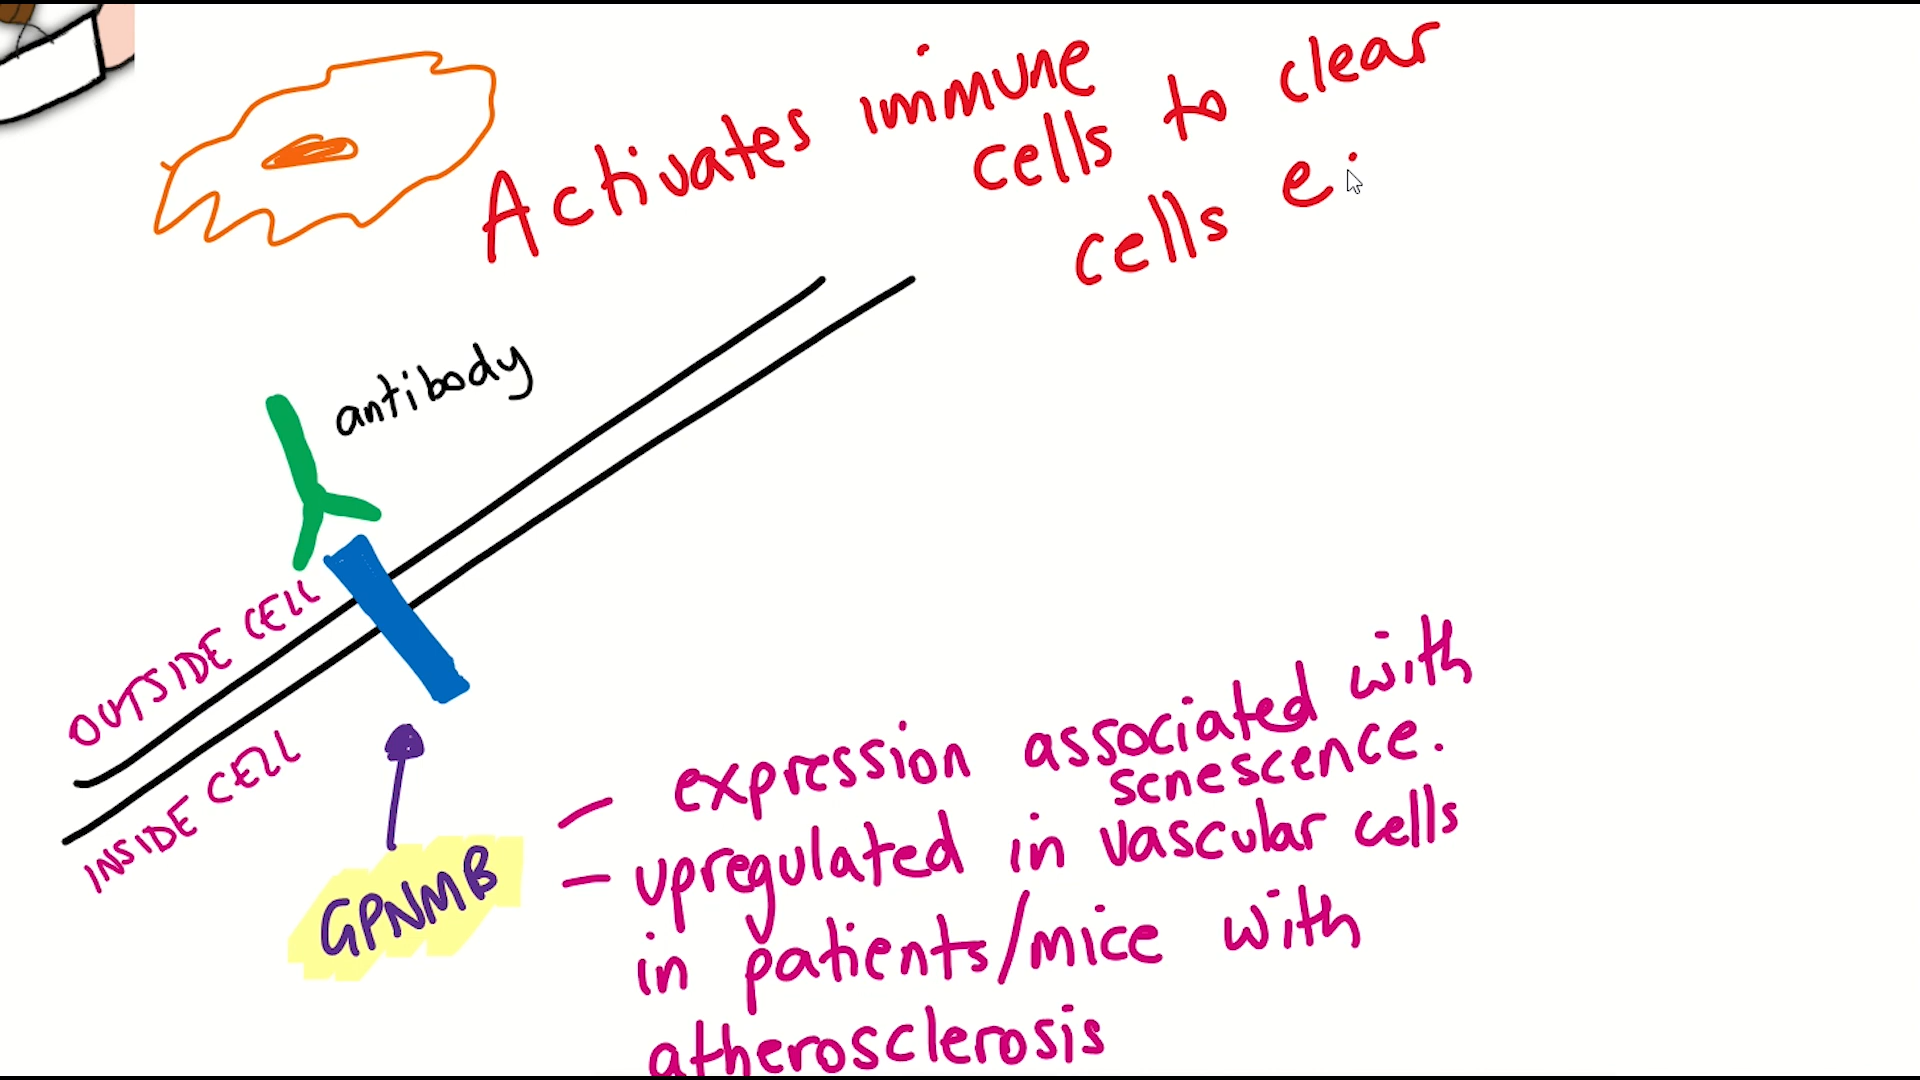 Activates immune
cells to clear
cells e
antibody
OUTSIDE CELL
INSIDE CELL
GPNMB
- expression associated with
senescence.
- upregulated in vascular cells
in patients/mice with
atherosclerosis